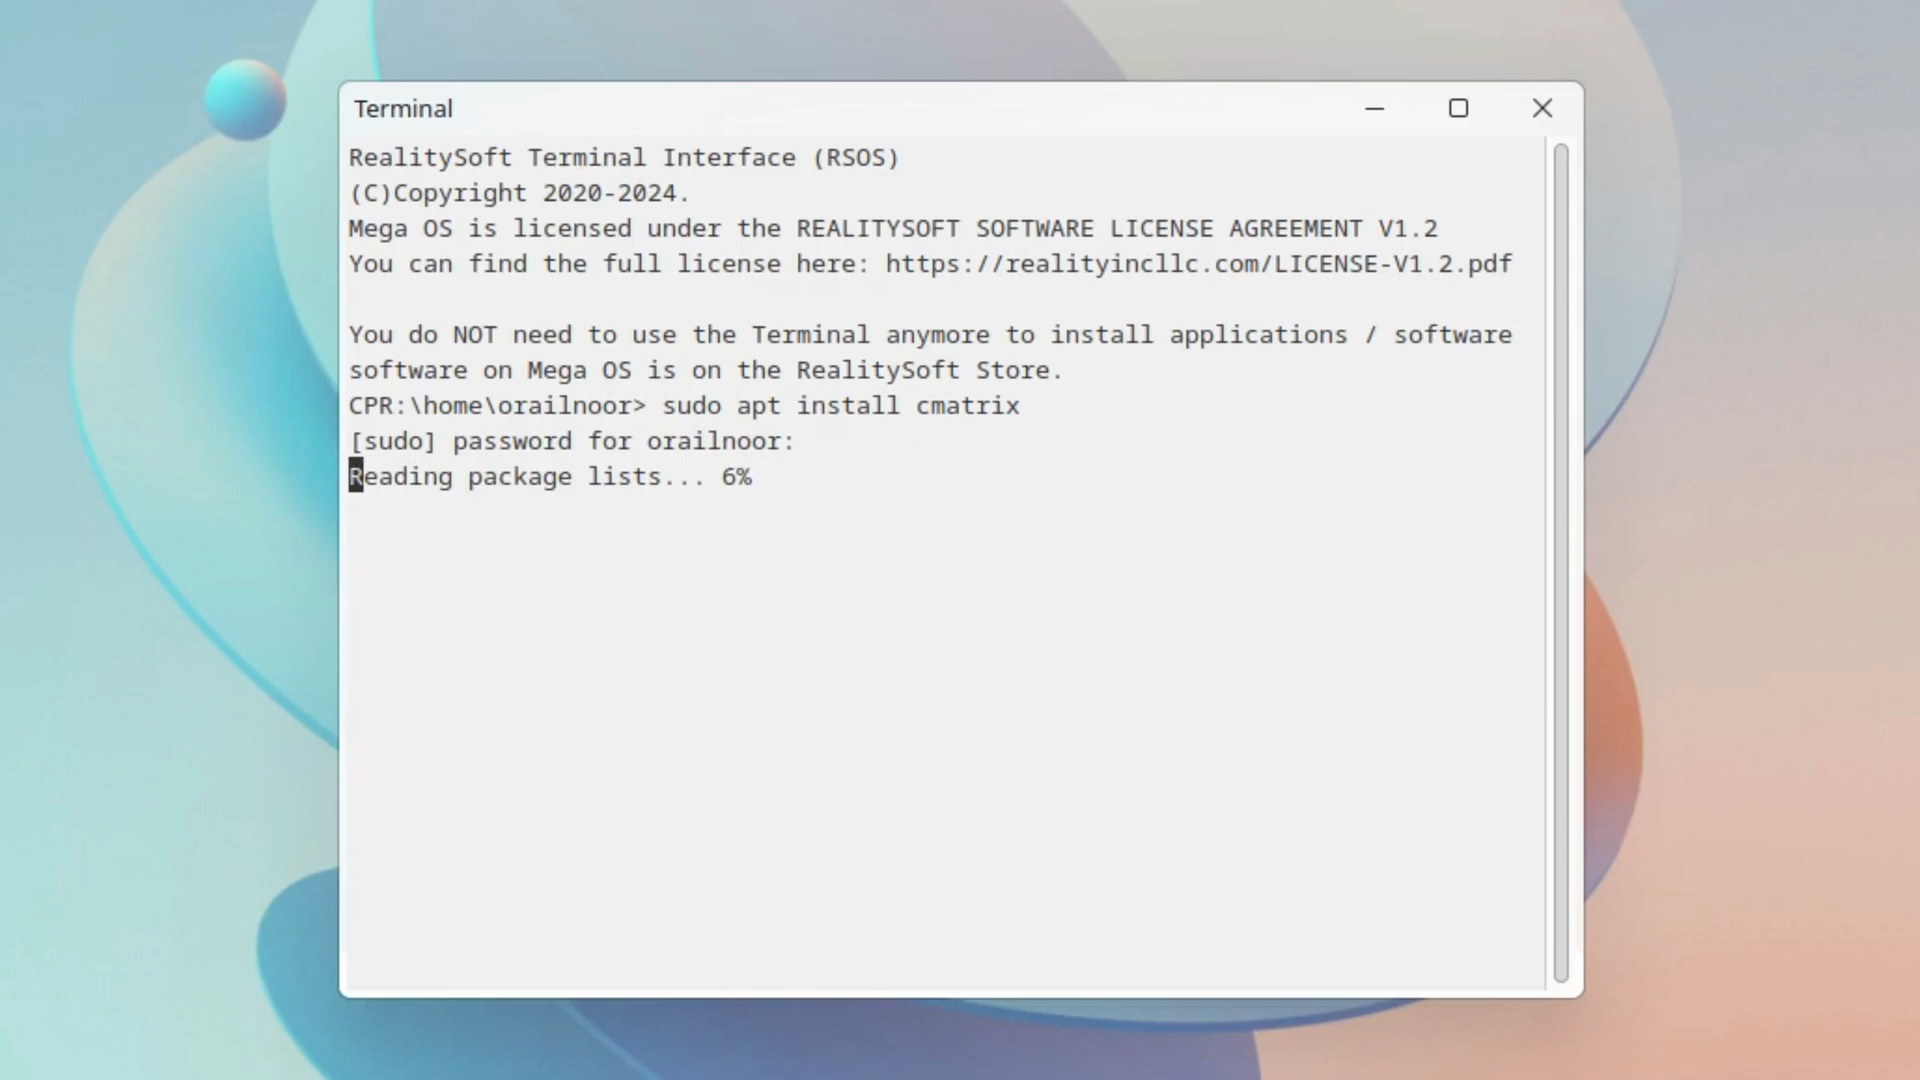 Terminal
RealitySoft Terminal Interface (RSOS)
(C)Copyright 2020-2024.
Mega OS is licensed under the REALITYSOFT SOFTWARE LICENSE AGREEMENT V1.2
You can find the full license here: https://realityincllc.com/LICENSE-V1.2.pdf
You do NOT need to use the Terminal anymore to install applications / software
software on Mega OS is on the RealitySoft Store.
CPR:\home\orailnoor> sudo apt install cmatrix
[sudo] password for orailnoor:
Reading package lists... 6%